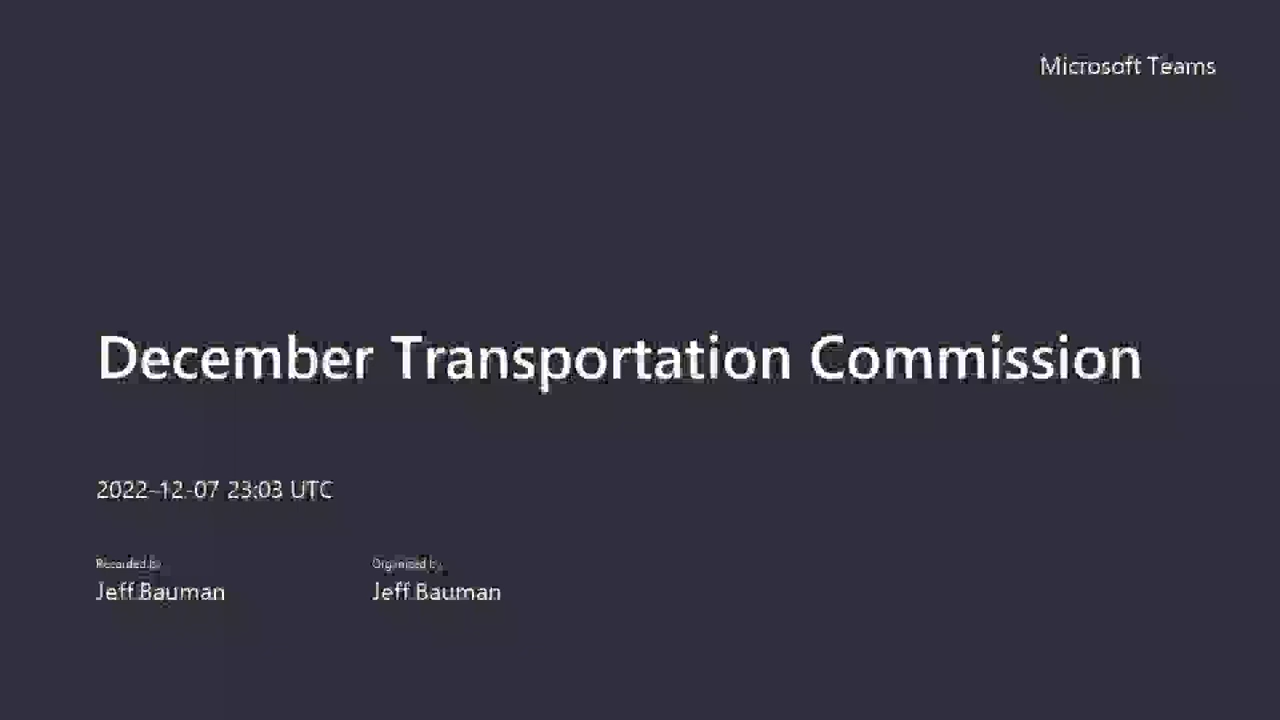 Microsoft Teams
December Transportation Commission
2022-12-07 23:03 UTC
Recorded by
Organized by
Jeff Bauman
Jeff Bauman